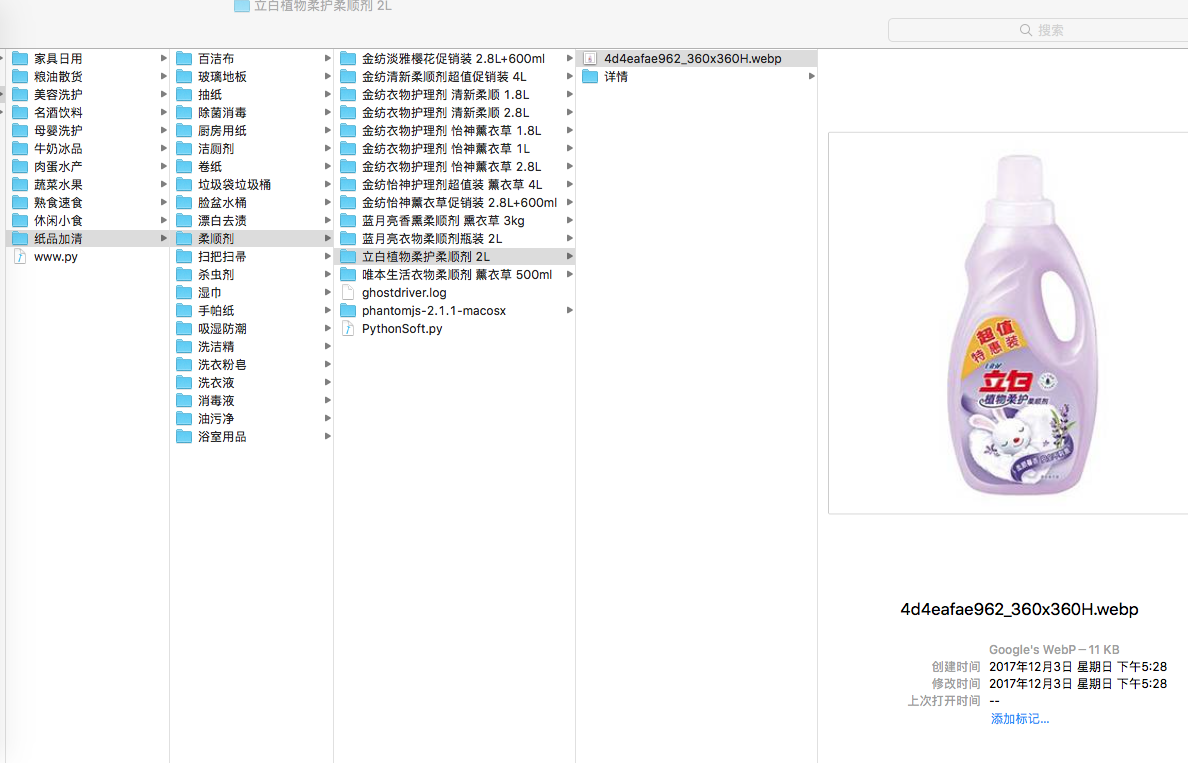 立白植物柔护柔顺剂 2L
搜索
家具日用
粮油散货
美容洗护
名酒饮料
母婴洗护
牛奶冰品
肉蛋水产
蔬菜水果
熟食速食
休闲小食
纸品加清
www.py
百洁布
玻璃地板
抽纸
除菌消毒
厨房用纸
洁厕剂
卷纸
垃圾袋垃圾桶
脸盆水桶
漂白去渍
柔顺剂
扫把扫帚
杀虫剂
湿巾
手帕纸
吸湿防潮
洗洁精
洗衣粉皂
洗衣液
消毒液
油污净
浴室用品
金纺淡雅樱花促销装 2.8L+600ml
金纺清新柔顺剂超值促销装 4L
金纺衣物护理剂 清新柔顺 1.8L
金纺衣物护理剂 清新柔顺 2.8L
金纺衣物护理剂 怡神薰衣草 1.8L
金纺衣物护理剂 怡神薰衣草 1L
金纺衣物护理剂 怡神薰衣草 2.8L
金纺怡神护理剂超值装 薰衣草 4L
金纺怡神薰衣草促销装 2.8L+600ml
蓝月亮香熏柔顺剂 熏衣草 3kg
蓝月亮衣物柔顺剂瓶装 2L
立白植物柔护柔顺剂 2L
唯本生活衣物柔顺剂 薰衣草 500ml
ghostdriver.log
phantomjs-2.1.1-macosx
PythonSoft.py
4d4eafae962_360x360H.webp
详情
超值
特惠装
立白
植物柔护柔顺剂
4d4eafae962_360x360H.webp
Google's WebP – 11 KB
创建时间 2017年12月3日 星期日 下午5:28
修改时间 2017年12月3日 星期日 下午5:28
上次打开时间 --
添加标记...